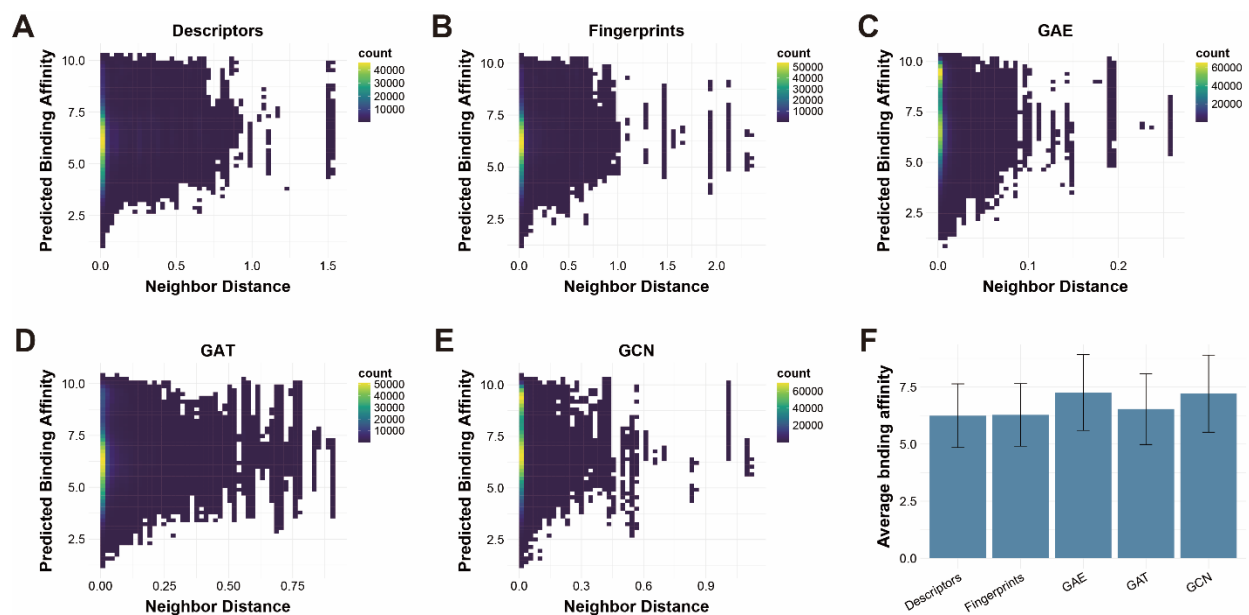 A
Descriptors
Predicted Binding Affinity
10.0
7.5
5.0
2.5
0.0
0.5
1.0
1.5
Neighbor Distance
count
40000
30000
20000
10000
B
Fingerprints
Predicted Binding Affinity
10.0
7.5
5.0
2.5
0.0
0.5
1.0
1.5
2.0
Neighbor Distance
count
50000
40000
30000
20000
10000
C
GAE
Predicted Binding Affinity
10.0
7.5
5.0
2.5
0.0
0.1
0.2
Neighbor Distance
count
60000
40000
20000
D
GAT
Predicted Binding Affinity
10.0
7.5
5.0
2.5
0.00
0.25
0.50
0.75
Neighbor Distance
count
50000
40000
30000
20000
10000
E
GCN
Predicted Binding Affinity
10.0
7.5
5.0
2.5
0.0
0.3
0.6
0.9
Neighbor Distance
count
60000
40000
20000
F
Average bnding affinity
7.5
5.0
2.5
0.0
Descriptors
Fingerprints
GAE
GAT
GCN